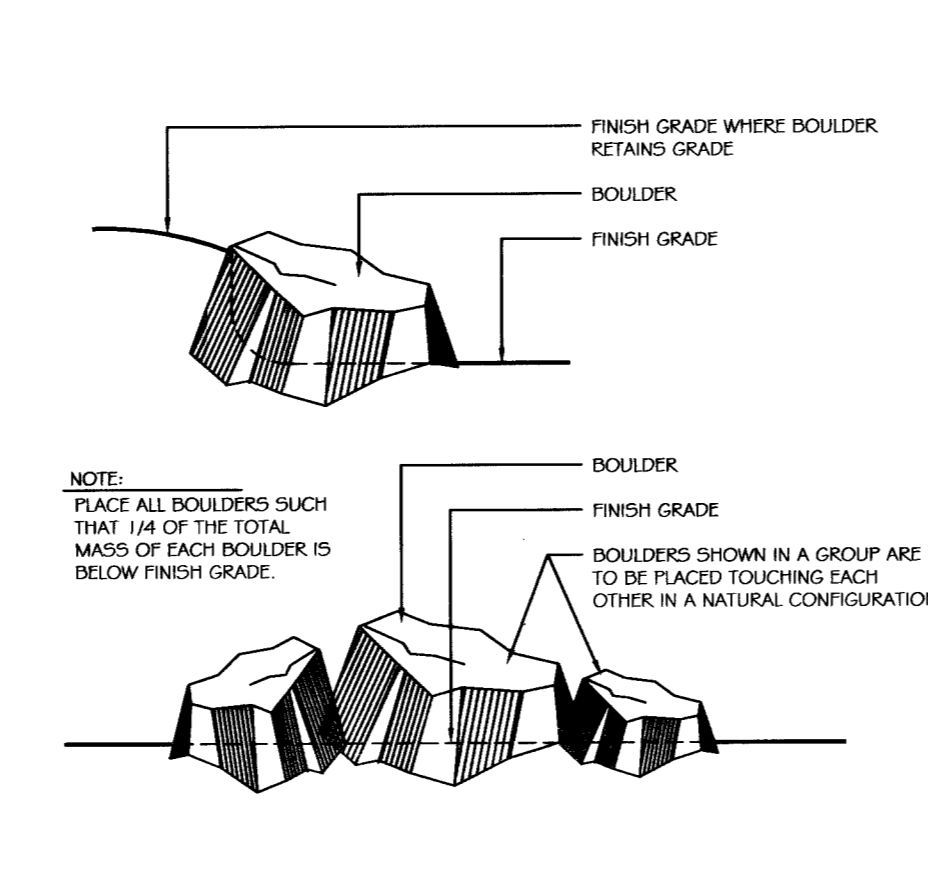 FINISH GRADE WHERE BOULDER
RETAINS GRADE
BOULDER
FINISH GRADE
BOULDER
FINISH GRADE
BOULDERS SHOWN IN A GROUP ARE
TO BE PLACED TOUCHING EACH
OTHER IN A NATURAL
NOTE:
PLACE ALL BOULDERS SUCH
THAT 1/4 OF THE TOTAL
MASS OF EACH BOULDER IS
BELOW FINISH GRADE.